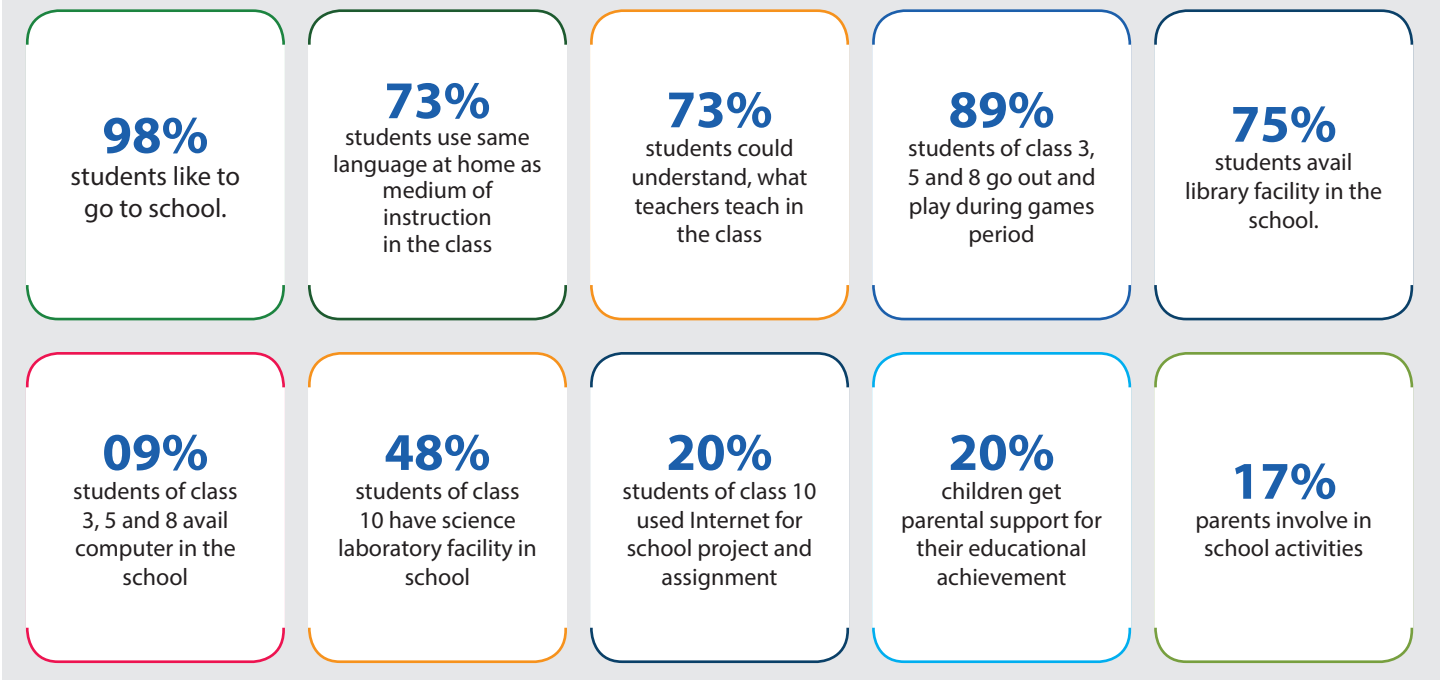 98%
students like to
go to school.
73%
students use same
language at home as
medium of
instruction
in the class
73%
students could
understand, what
teachers teach in
the class
89%
students of class 3,
5 and 8 go out and
play during games
period
75%
students avail
library facility in the
school.
09%
students of class
3, 5 and 8 avail
computer in the
school
48%
students of class
10 have science
laboratory facility in
school
20%
students of class 10
used Internet for
school project and
assignment
20%
children get
parental support for
their educational
achievement
17%
parents involve in
school activities